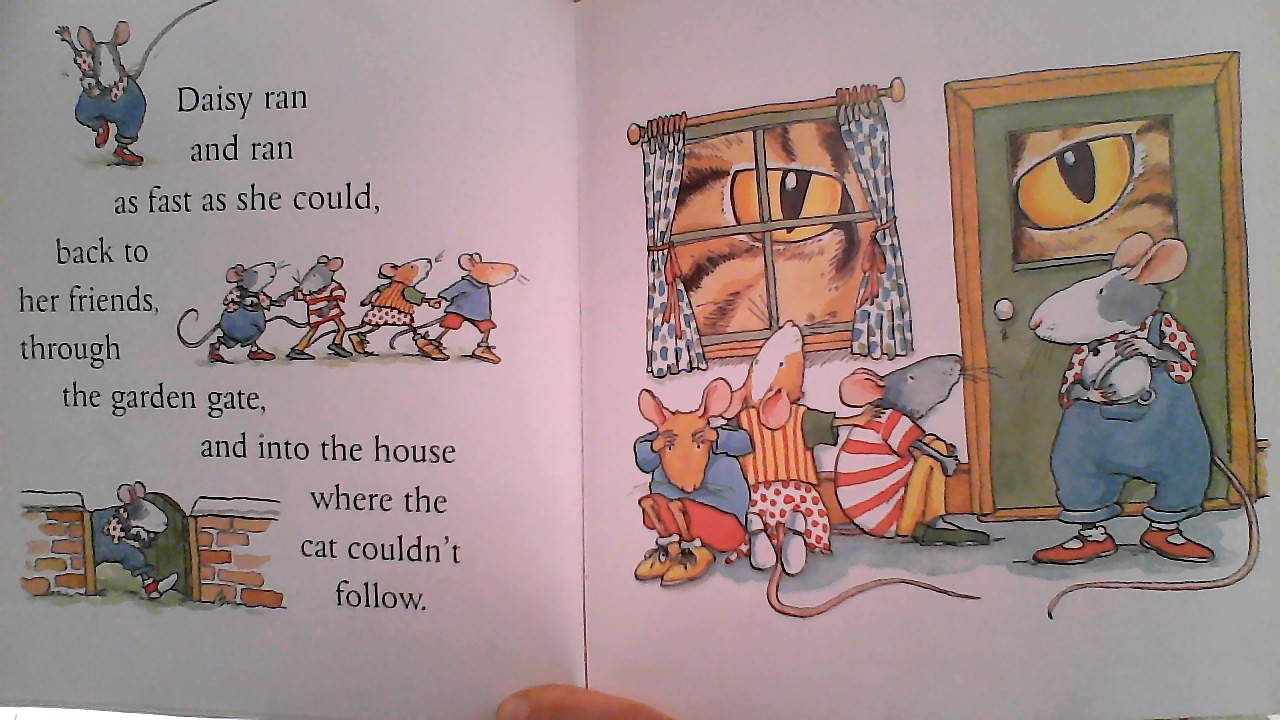 Daisy ran
and ran
as fast as she could,
back to
her friends,
through
the garden gate,
and into the house
where the
cat couldn't
follow.